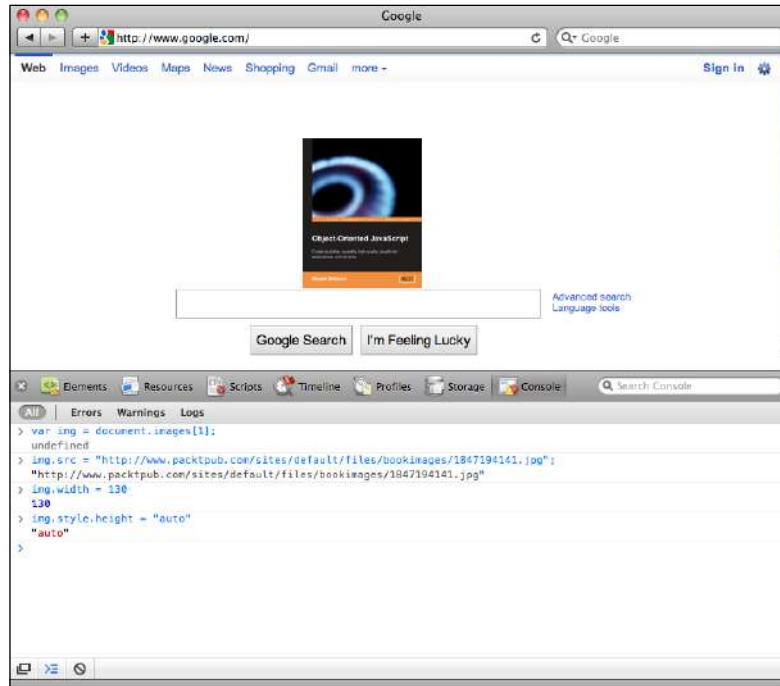 Google
http://www.google.com/
Google
Web Images Videos Maps News Shopping Gmail more
Sign in
Object-Oriented JavaScript
Advanced search
Language tools
Google Search
I'm Feeling Lucky
Elements Resources Scripts Timeline Profiles Storage Console Search Console
All Errors Warnings Logs
> var img = document.images[1];
undefined
> img.src = "http://www.packtpub.com/sites/default/files/bookimages/1847194141.jpg";
"http://www.packtpub.com/sites/default/files/bookimages/1847194141.jpg"
> img.width = 130
130
> img.style.height = "auto"
"auto"
>